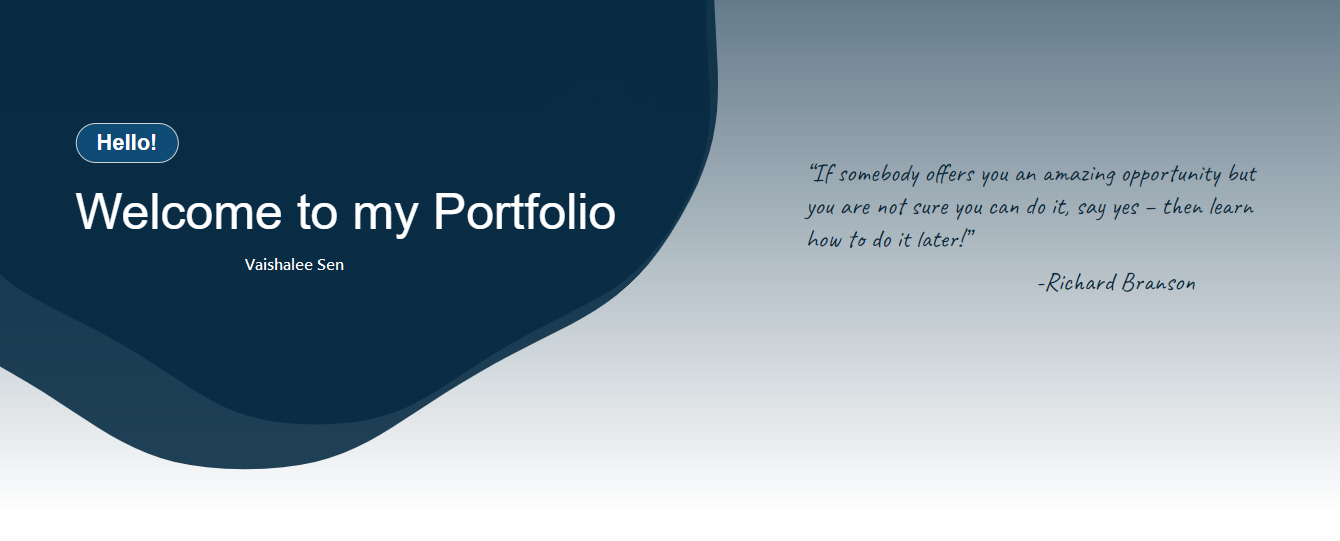 Hello!
Welcome to my Portfolio
Vaishalee Sen
“If somebody offers you an amazing opportunity but
you are not sure you can do it, say yes – then learn
how to do it later!”
-Richard Branson